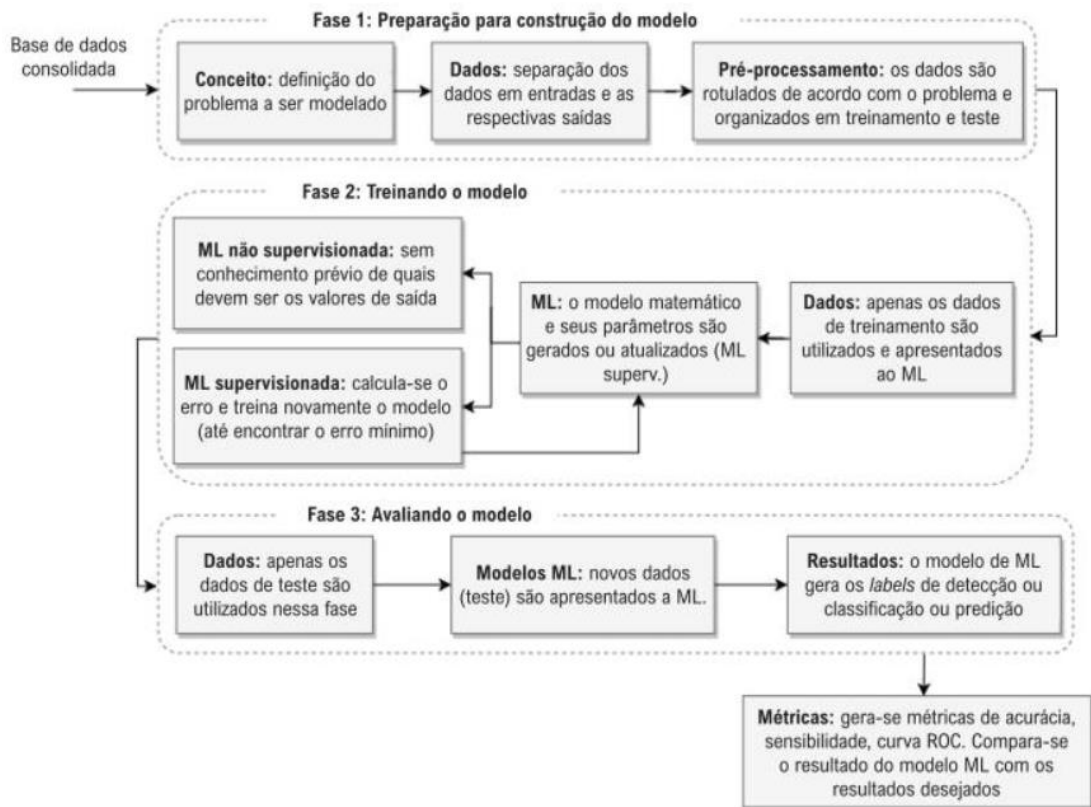 Fase 1: Preparação para construção do modelo
Base de dados
consolidada
Conceito: definição do
problema a ser modelado
Dados: separação dos
dados em entradas e as
respectivas saídas
Pré-processamento: os dados são
rotulados de acordo com o problema e
organizados em treinamento e teste
Fase 2: Treinando o modelo
ML não supervisionada: sem
conhecimento prévio de quais
devem ser os valores de saída
ML: o modelo matemático
e seus parâmetros são
gerados ou atualizados (ML
superv.)
Dados: apenas os dados
de treinamento são
utilizados e apresentados
ao ML
ML supervisionada: calcula-se o
erro e treina novamente o modelo
(até encontrar o erro mínimo)
Fase 3: Avaliando o modelo
Dados: apenas os
dados de teste são
utilizados nessa fase
Modelos ML: novos dados
(teste) são apresentados a ML.
Resultados: o modelo de ML
gera os labels de detecção ou
classificação ou predição
Métricas: gera-se métricas de acurácia,
sensibilidade, curva ROC. Compara-se
o resultado do modelo ML com os
resultados desejados